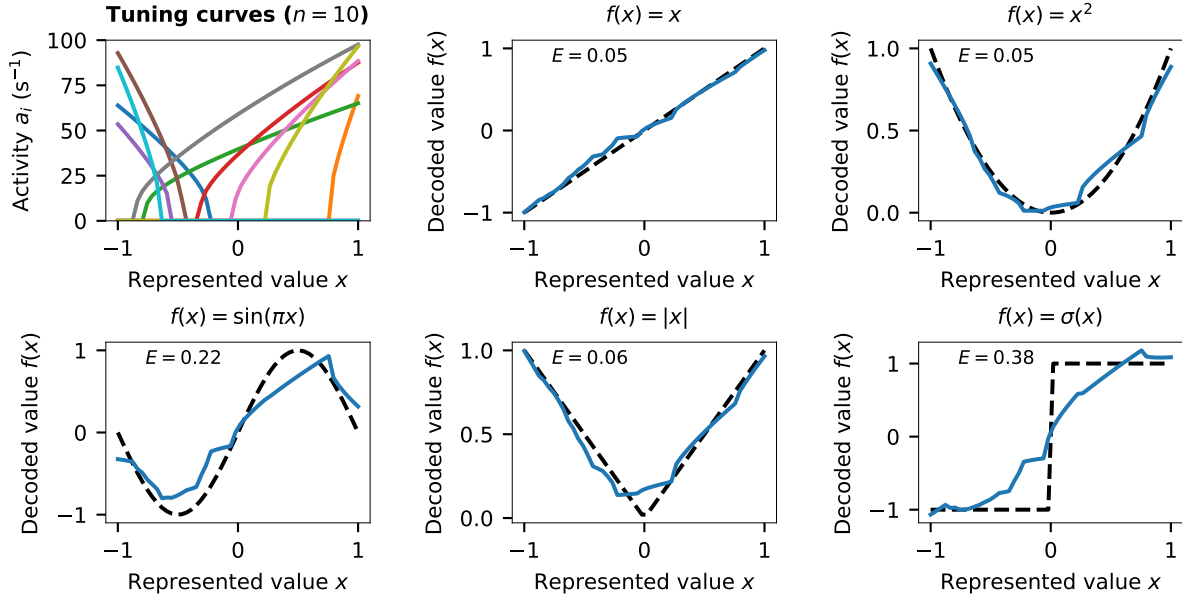 Tuning curves (n = 10)
Activity a_i (s⁻¹)
100
75
50
25
0
−1
0
1
Represented value x
f(x) = x
Decoded value f(x)
E = 0.05
1
0
−1
−1
0
1
Represented value x
f(x) = x²
Decoded value f(x)
E = 0.05
1.0
0.5
0.0
−1
0
1
Represented value x
f(x) = sin(πx)
Decoded value f(x)
E = 0.22
1
0
−1
−1
0
1
Represented value x
f(x) = |x|
Decoded value f(x)
E = 0.06
1.0
0.5
0.0
−1
0
1
Represented value x
f(x) = σ(x)
Decoded value f(x)
E = 0.38
1
0
−1
−1
0
1
Represented value x